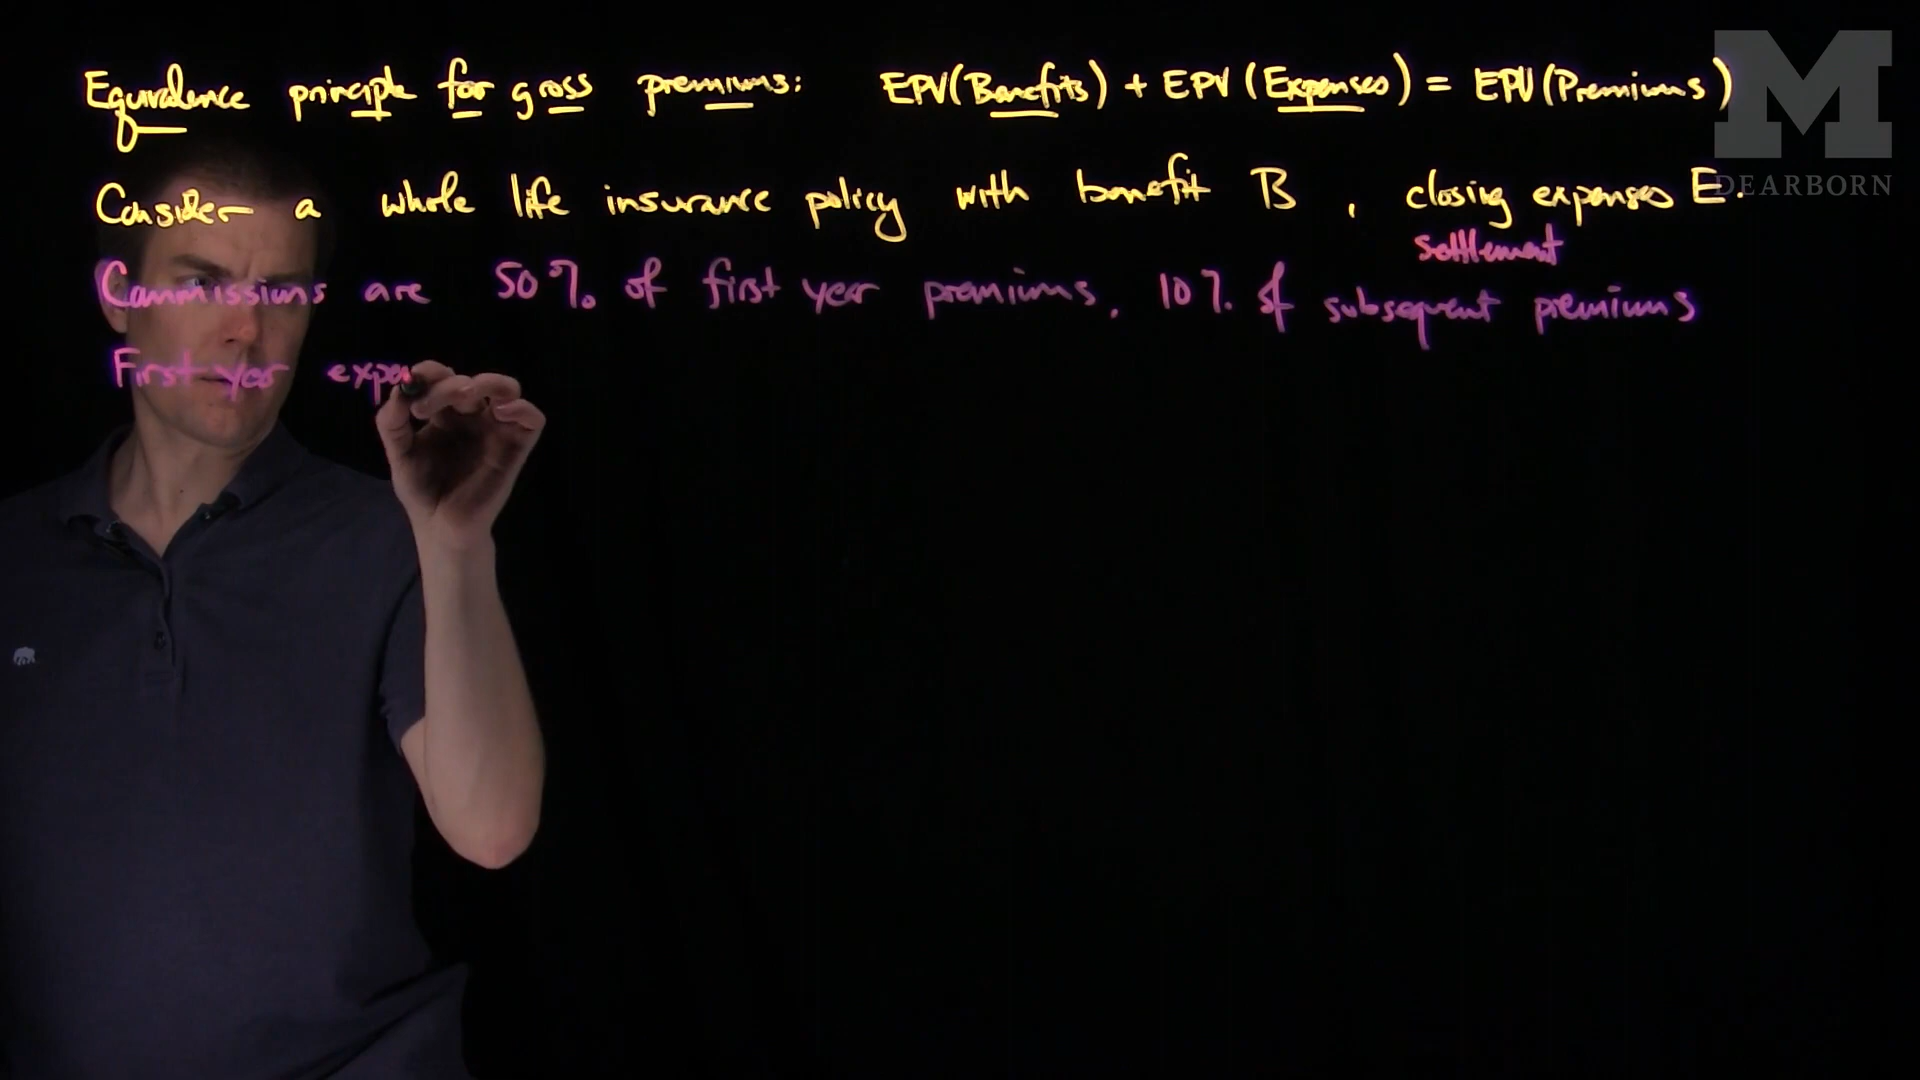 Equivalence principle for gross premiums: EPV(Benefits) + EPV(Expenses) = EPV(Premiums)
Consider a whole life insurance policy with benefit B, closing expenses E.
settlement
Commissions are 50% of first year premiums, 10% of subsequent premiums
First year expe
M
DEARBORN